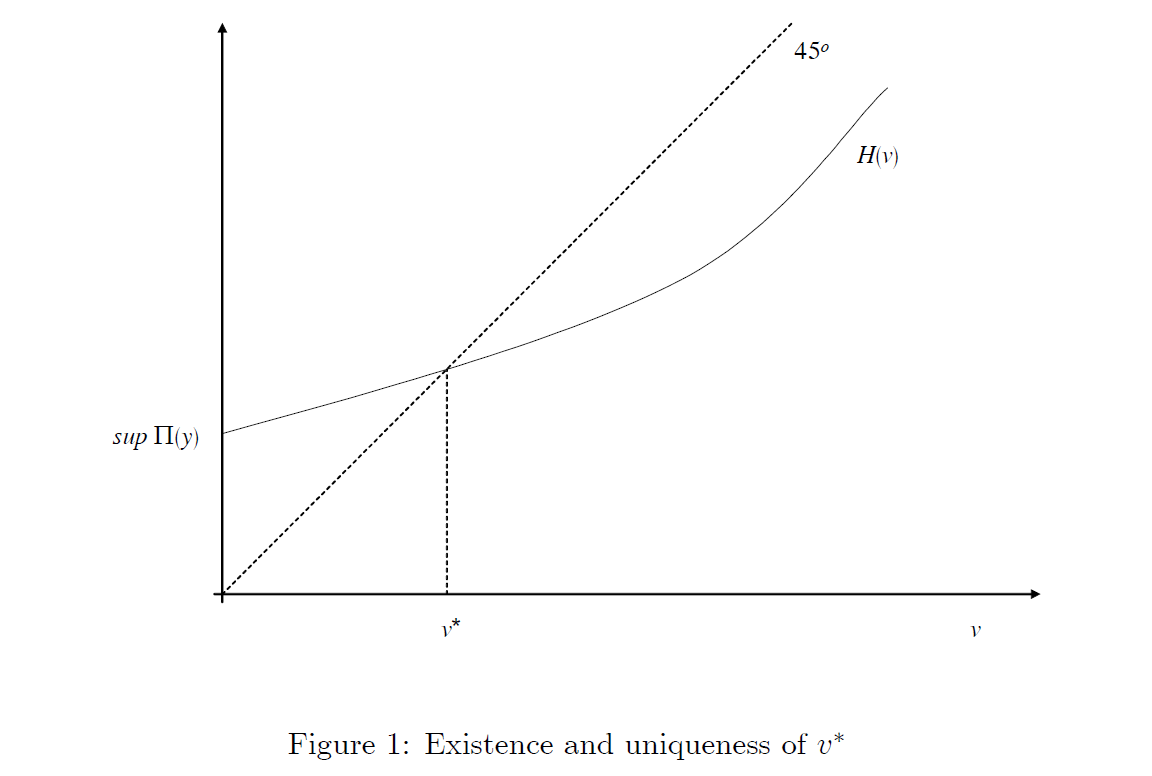 45º
H(v)
sup Π(y)
v*
v
Figure 1: Existence and uniqueness of v*